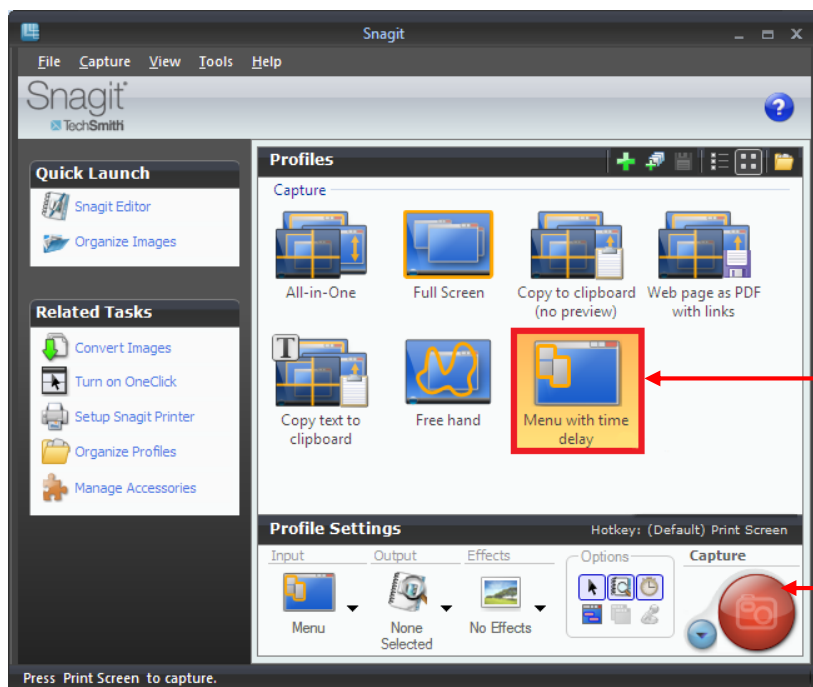 Snagit
File Capture View Tools Help
Snagit
TechSmith
?
Quick Launch
Snagit Editor
Organize Images
Related Tasks
Convert Images
Turn on OneClick
Setup Snagit Printer
Organize Profiles
Manage Accessories
Profiles
Capture
All-in-One
Full Screen
Copy to clipboard
(no preview)
Web page as PDF
with links
T
Copy text to
clipboard
Free hand
Menu with time
delay
Profile Settings
Hotkey: (Default) Print Screen
Input
Output
Effects
Options
Capture
Menu
None
Selected
No Effects
Press Print Screen to capture.